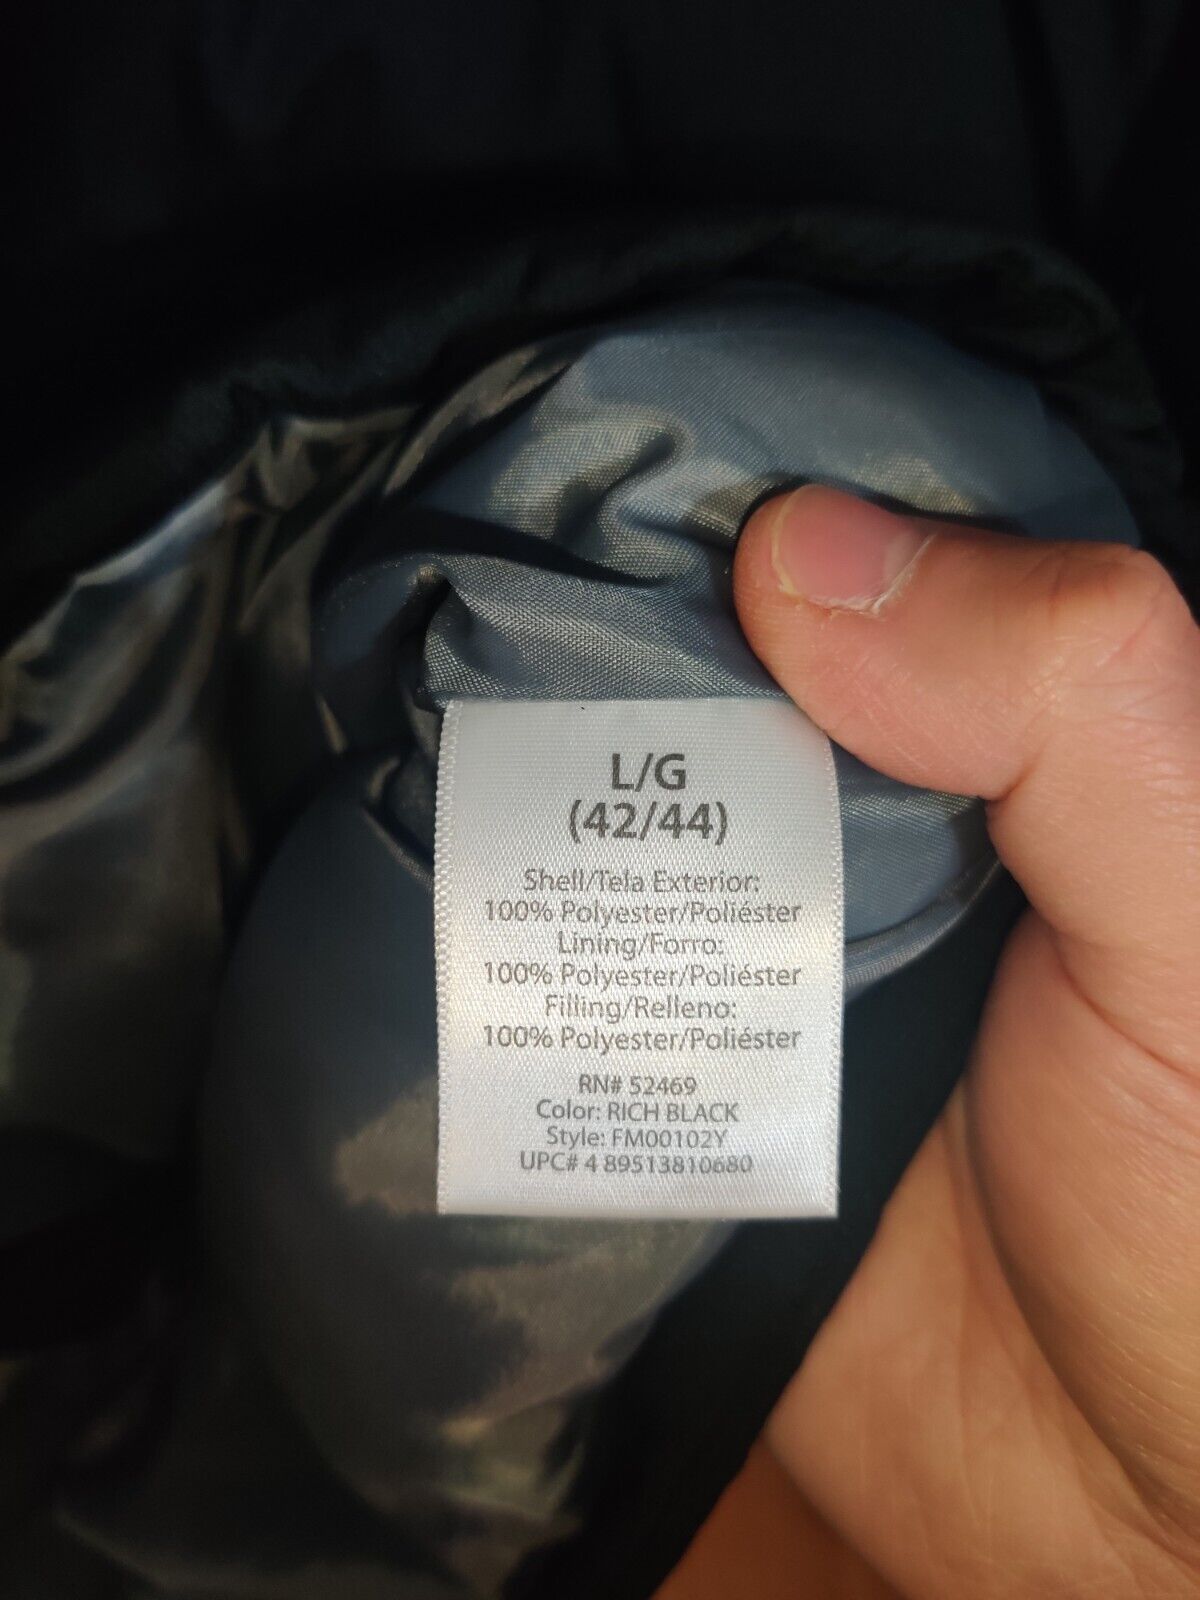 L/G
(42/44)
Shell/Tela Exterior:
100% Polyester/Poliéster
Lining/Forro:
100% Polyester/Poliéster
Filling/Relleno:
100% Polyester/Poliéster
RN# 52469
Color: RICH BLACK
Style: FM00102Y
UPC# 4 89513810680